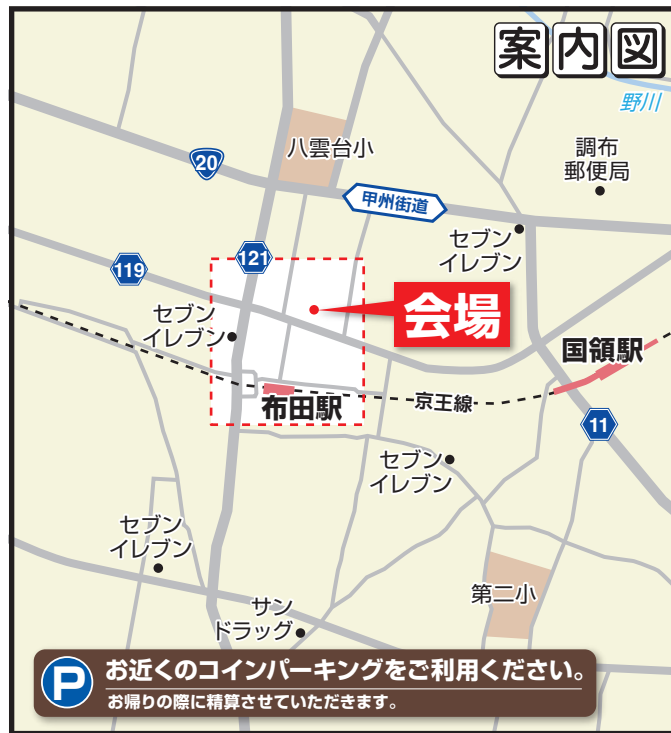 案内図
野川
八雲台小
調布
郵便局
20
甲州街道
セブン
イレブン
121
119
会場
セブン
イレブン
国領駅
布田駅
京王線
11
セブン
イレブン
セブン
イレブン
第二小
サン
ドラッグ
P
お近くのコインパーキングをご利用ください。
お帰りの際に精算させていただきます。